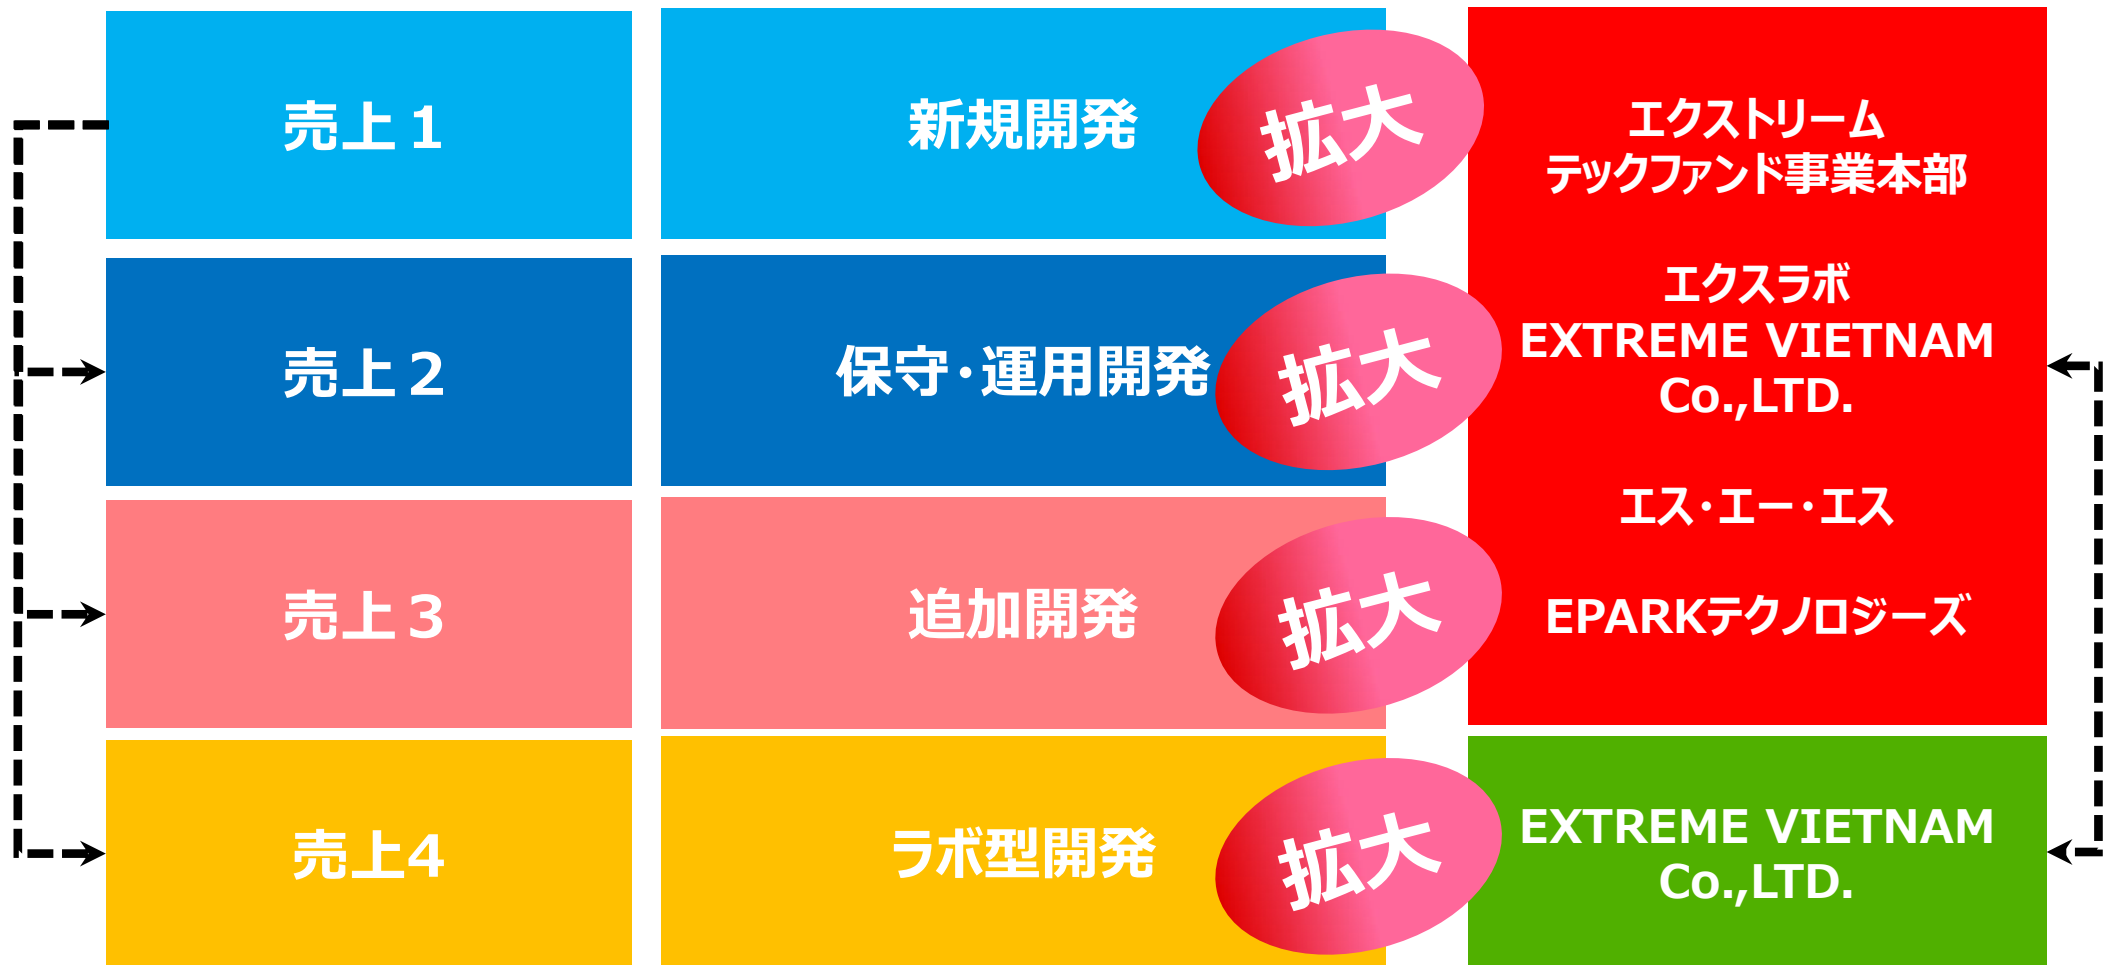 売上１
新規開発
拡大
エクストリーム
テックファンド事業本部
売上２
保守・運用開発
拡大
エクスラボ
EXTREME VIETNAM
Co.,LTD.
売上３
追加開発
拡大
エス・エー・エス
EPARKテクノロジーズ
売上4
ラボ型開発
拡大
EXTREME VIETNAM
Co.,LTD.